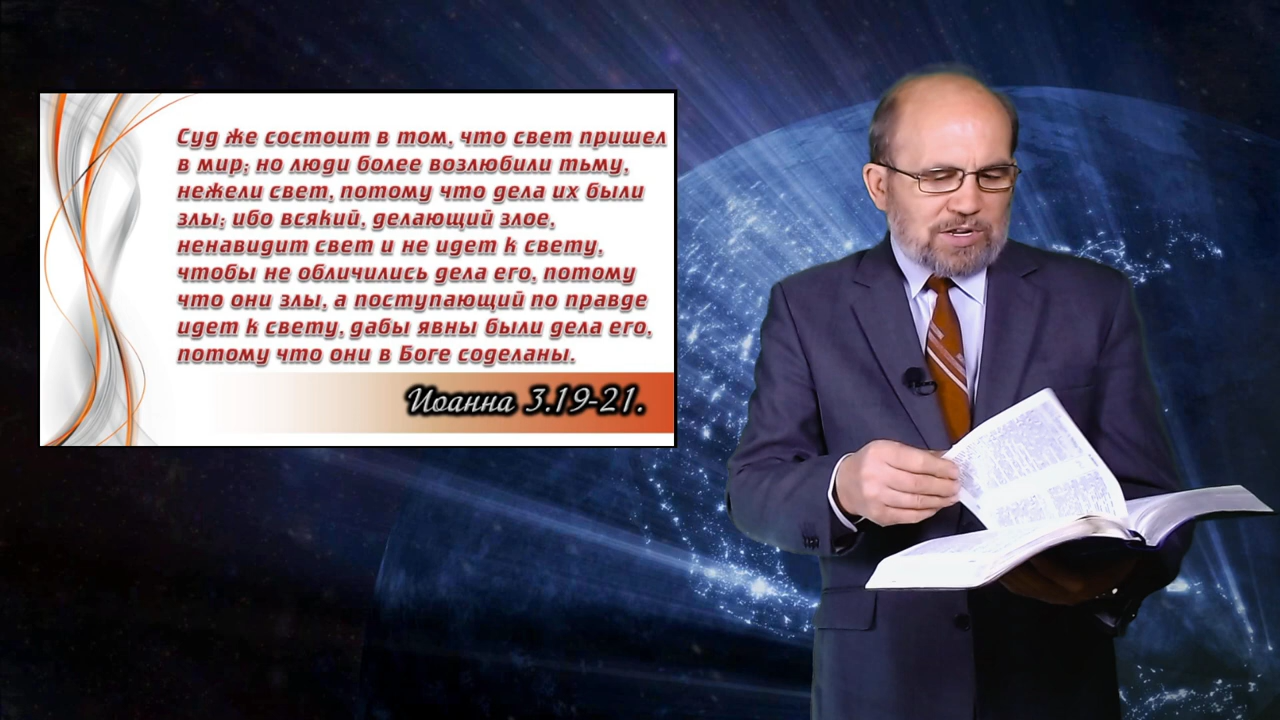 Суд же состоит в том, что свет пришел
в мир; но люди более возлюбили тьму,
нежели свет, потому что дела их были
злы; ибо всякий, делающий злое,
ненавидит свет и не идет к свету,
чтобы не обличились дела его, потому
что они злы, а поступающий по правде
идет к свету, дабы явны были дела его,
потому что они в Боге соделаны.
Иоанна 3.19-21.